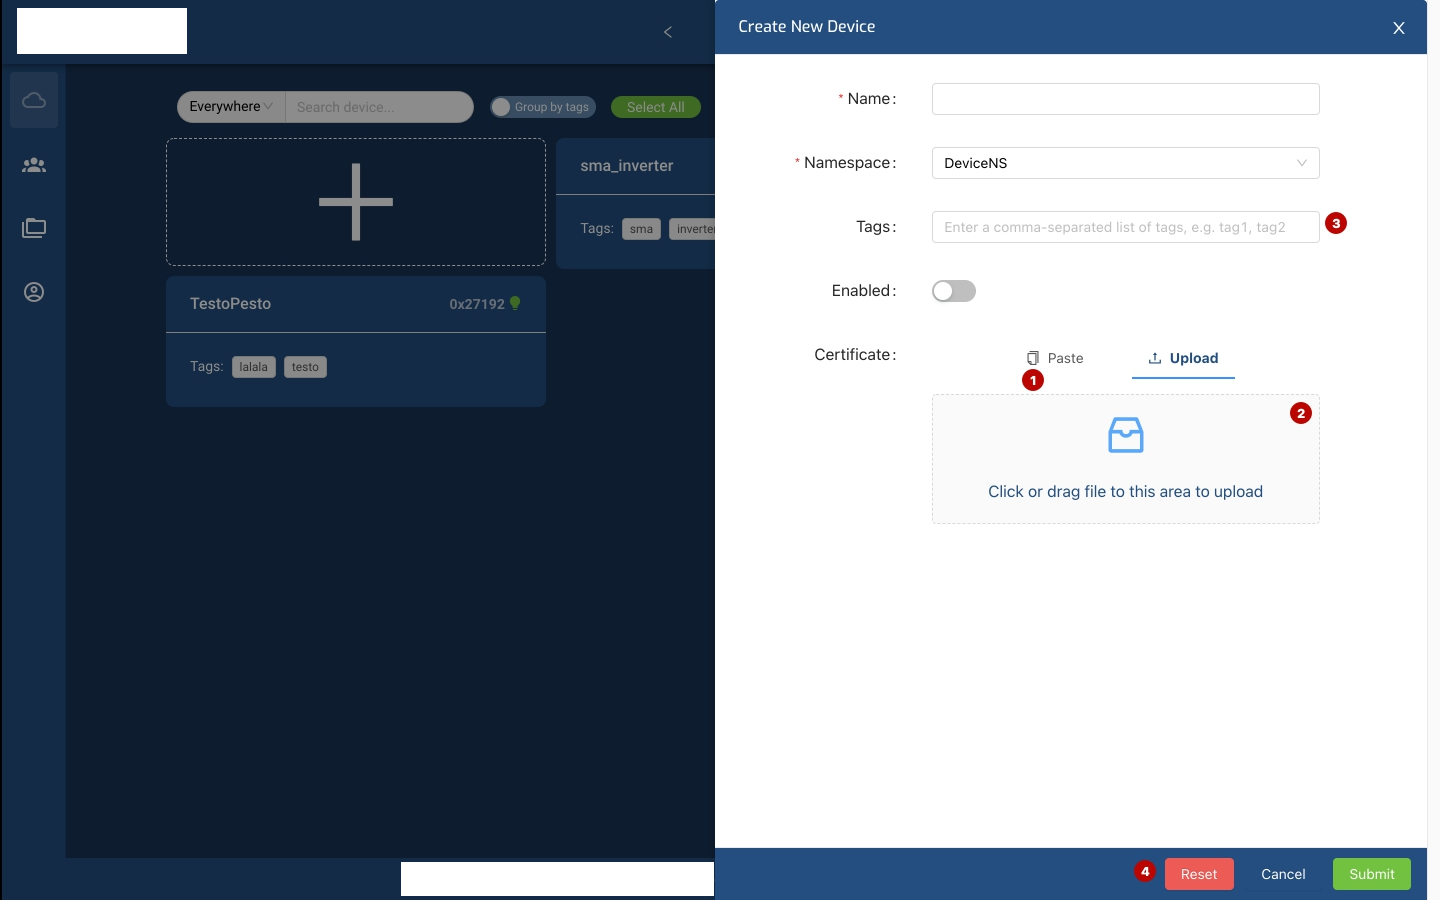 Create New Device
Everywhere
Search device...
Group by tags
Select All
sma_inverter
Tags: sma inverter
TestoPesto 0x27192
Tags: lalala testo
* Name:
* Namespace: DeviceNS
Tags: Enter a comma-separated list of tags, e.g. tag1, tag2 3
Enabled:
Certificate: Paste Upload
1
2
Click or drag file to this area to upload
4 Reset Cancel Submit